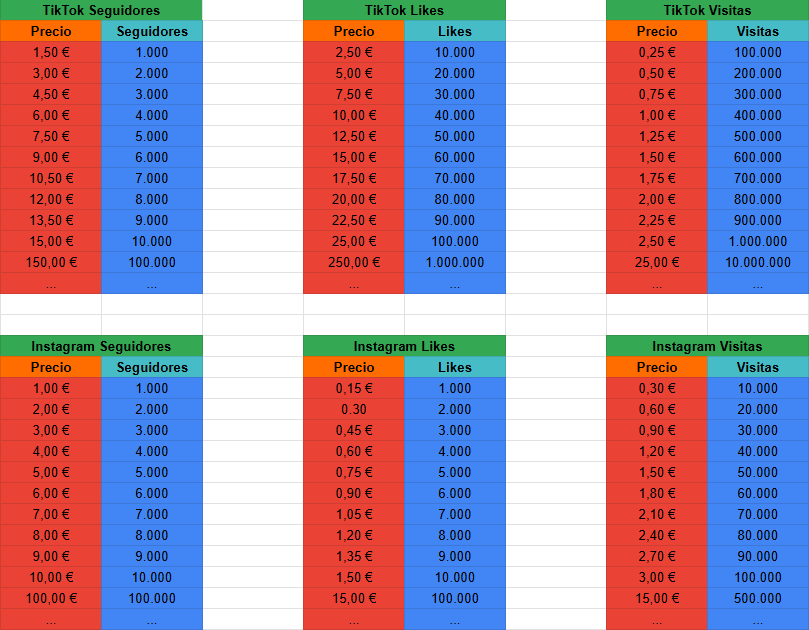 TikTok Seguidores TikTok Likes TikTok Visitas
Precio Seguidores Precio Likes Precio Visitas
1,50 € 1.000 2,50 € 10.000 0,25 € 100.000
3,00 € 2.000 5,00 € 20.000 0,50 € 200.000
4,50 € 3.000 7,50 € 30.000 0,75 € 300.000
6,00 € 4.000 10,00 € 40.000 1,00 € 400.000
7,50 € 5.000 12,50 € 50.000 1,25 € 500.000
9,00 € 6.000 15,00 € 60.000 1,50 € 600.000
10,50 € 7.000 17,50 € 70.000 1,75 € 700.000
12,00 € 8.000 20,00 € 80.000 2,00 € 800.000
13,50 € 9.000 22,50 € 90.000 2,25 € 900.000
15,00 € 10.000 25,00 € 100.000 2,50 € 1.000.000
150,00 € 100.000 250,00 € 1.000.000 25,00 € 10.000.000
... ... ... ... ... ...
Instagram Seguidores Instagram Likes Instagram Visitas
Precio Seguidores Precio Likes Precio Visitas
1,00 € 1.000 0,15 € 1.000 0,30 € 10.000
2,00 € 2.000 0.30 2.000 0,60 € 20.000
3,00 € 3.000 0,45 € 3.000 0,90 € 30.000
4,00 € 4.000 0,60 € 4.000 1,20 € 40.000
5,00 € 5.000 0,75 € 5.000 1,50 € 50.000
6,00 € 6.000 0,90 € 6.000 1,80 € 60.000
7,00 € 7.000 1,05 € 7.000 2,10 € 70.000
8,00 € 8.000 1,20 € 8.000 2,40 € 80.000
9,00 € 9.000 1,35 € 9.000 2,70 € 90.000
10,00 € 10.000 1,50 € 10.000 3,00 € 100.000
100,00 € 100.000 15,00 € 100.000 15,00 € 500.000
... ... ... ... ... ...